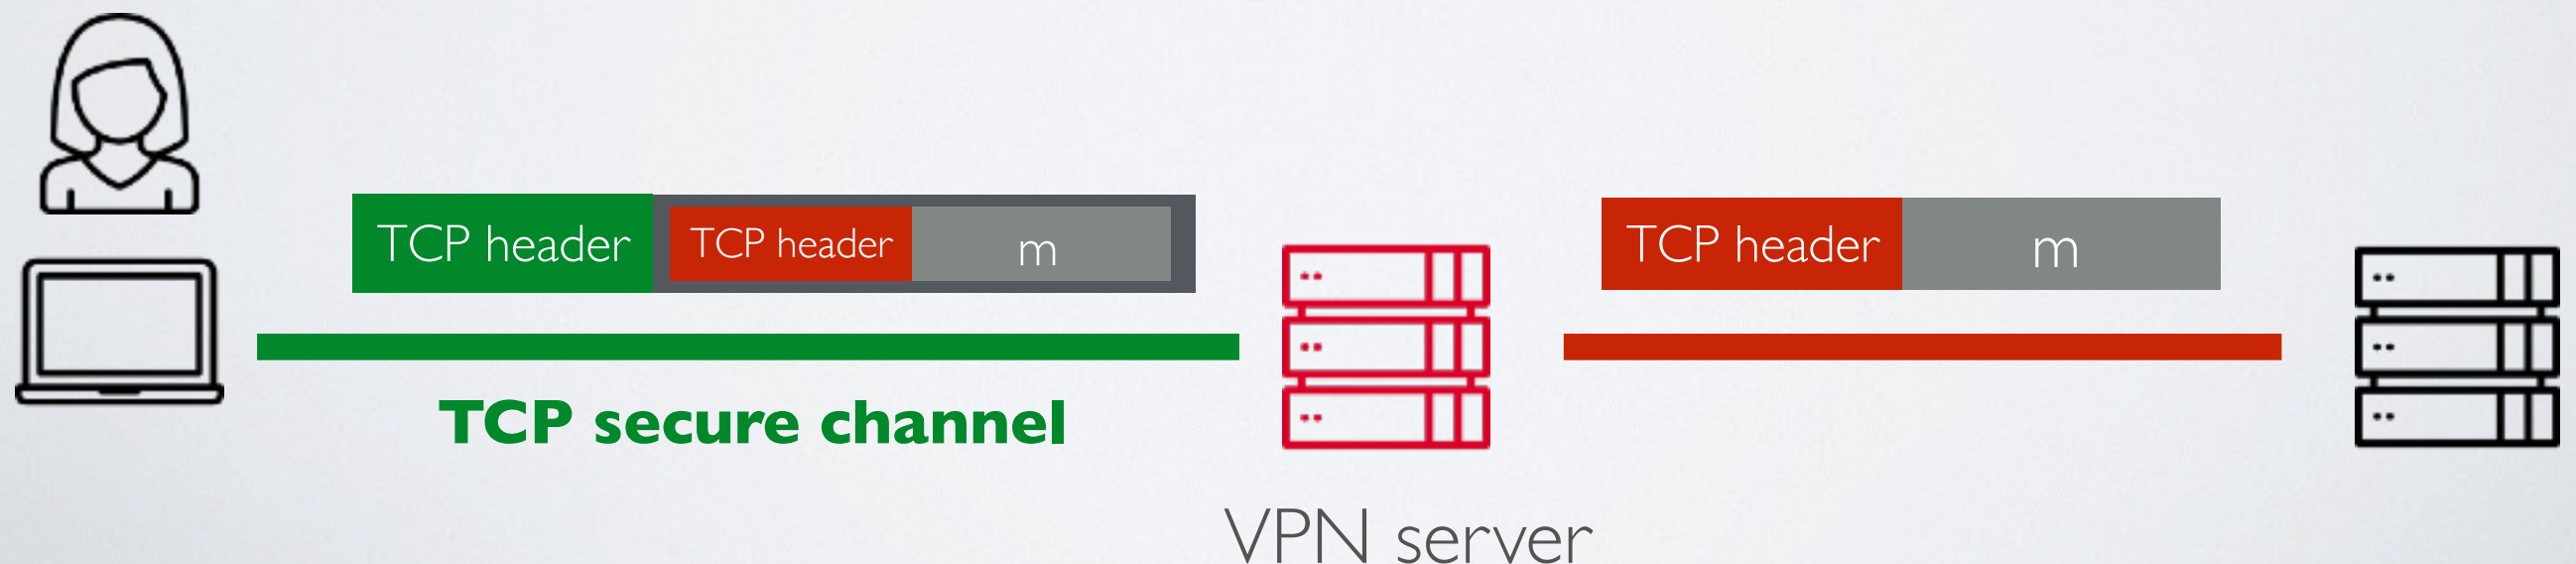 TCP header
TCP header
m
TCP header
m
TCP secure channel
VPN server